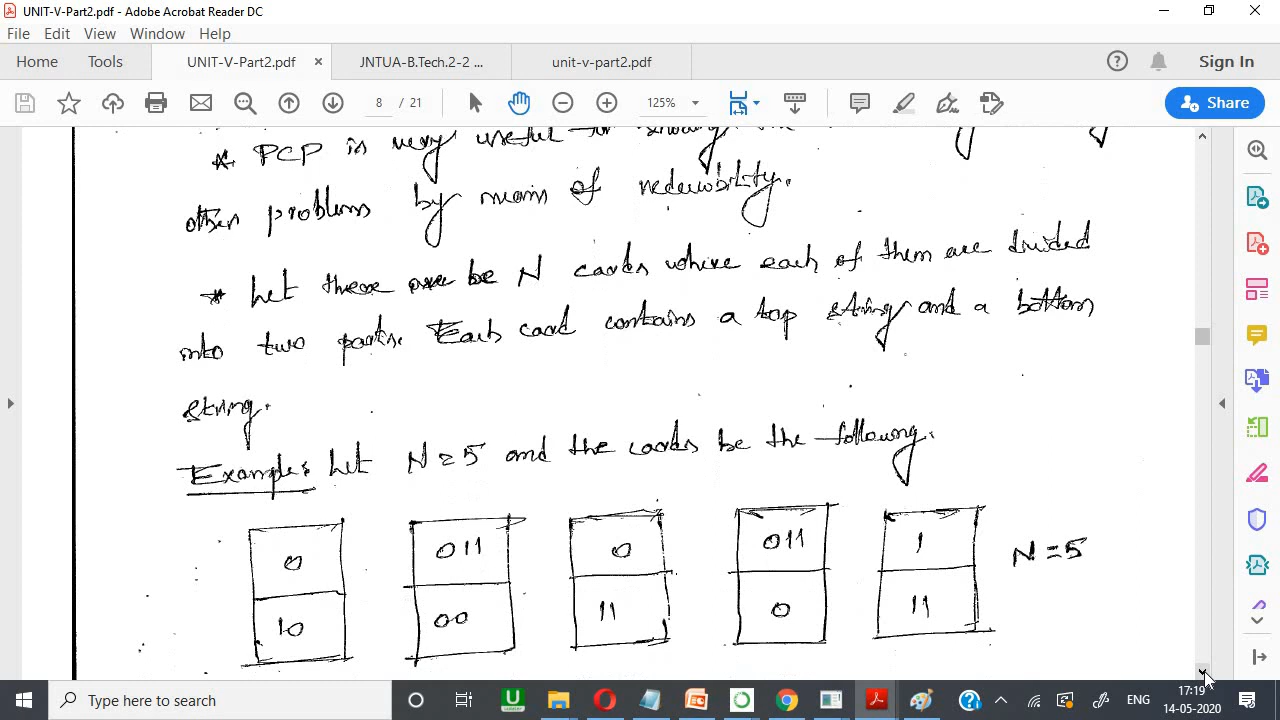 UNIT-V-Part2.pdf - Adobe Acrobat Reader DC
File Edit View Window Help
Home Tools UNIT-V-Part2.pdf × JNTUA-B.Tech.2-2 ... unit-v-part2.pdf Sign In
8 / 21 125% Share
* PCP is very useful for showing the
other problems by means of reducibility.
* Let there be N cards where each of them are divided
into two parts. Each card contains a top string and a bottom
string.
Example: Let N=5 and the cards be the following.
0 011 0 011 1 N=5
10 00 11 0 11
Type here to search
ENG 17:19
14-05-2020